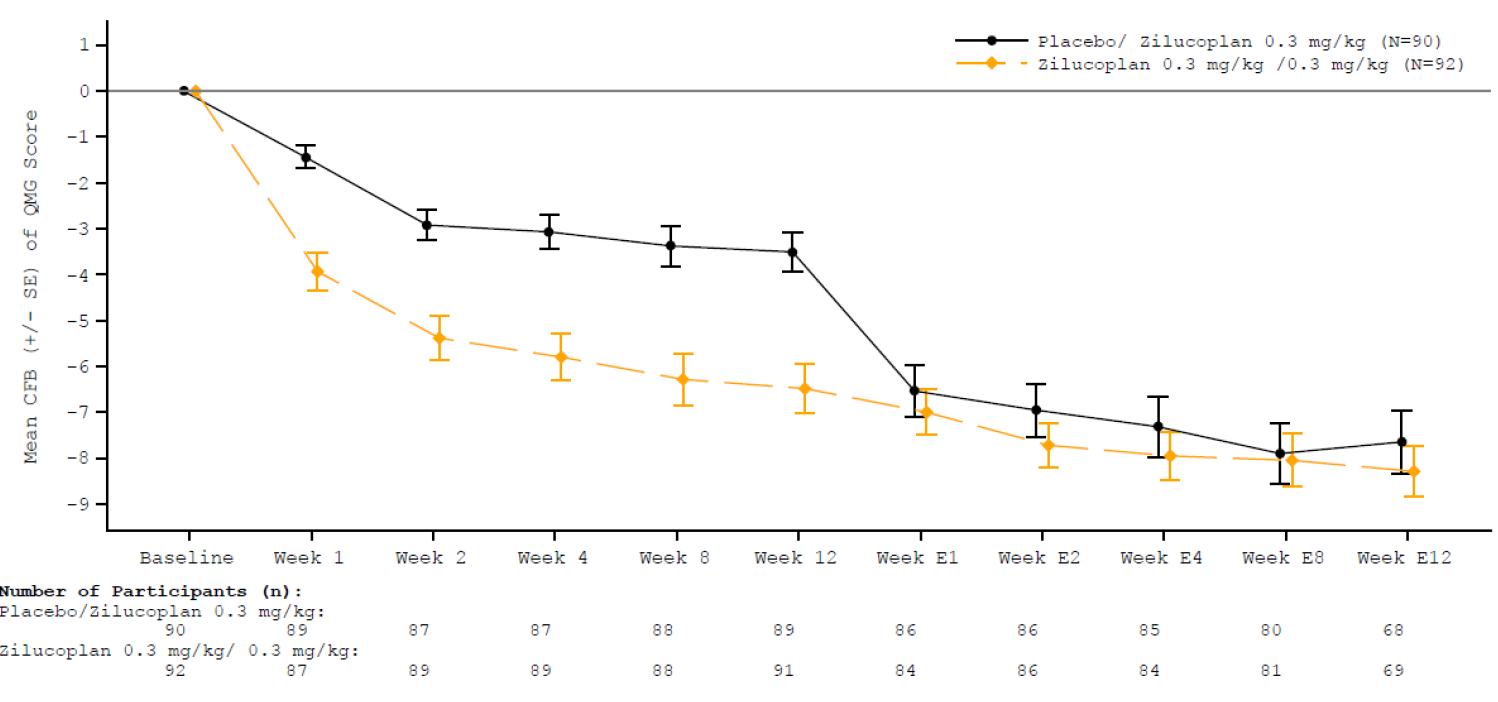 Placebo/ Zilucoplan 0.3 mg/kg (N=90)
Zilucoplan 0.3 mg/kg /0.3 mg/kg (N=92)
Mean CFB (+/- SE) of QMG Score
1
0
-1
-2
-3
-4
-5
-6
-7
-8
-9
Baseline Week 1 Week 2 Week 4 Week 8 Week 12 Week E1 Week E2 Week E4 Week E8 Week E12
Number of Participants (n):
Placebo/Zilucoplan 0.3 mg/kg:
90 89 87 87 88 89 86 86 85 80 68
Zilucoplan 0.3 mg/kg/ 0.3 mg/kg:
92 87 89 89 88 91 84 86 84 81 69